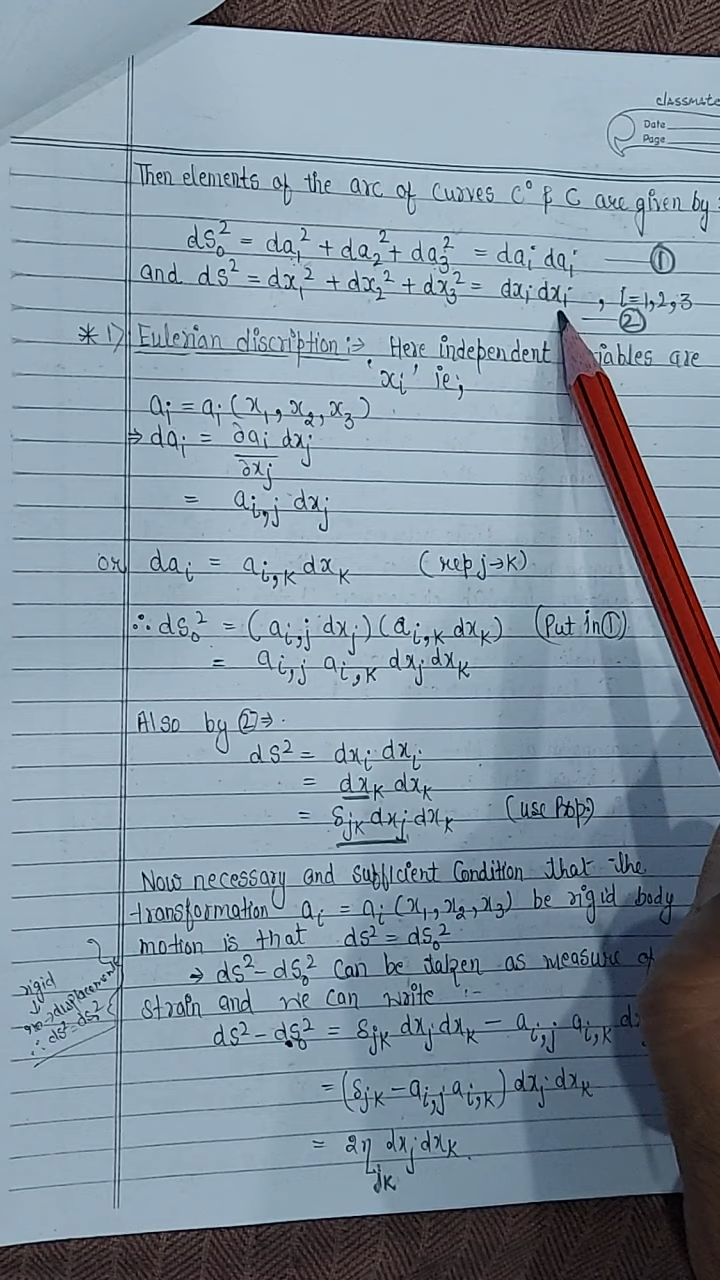 classmate
Date
Page
Then elements of the arc of curves C° & C are given by :
ds₀² = da₁² + da₂² + da₃² = daᵢ daᵢ — ①
and ds² = dx₁² + dx₂² + dx₃² = dxᵢ dxᵢ , i=1,2,3
— ②
* 1) Eulerian discription :→ Here independent iables are
'xᵢ' ie;
aᵢ = aᵢ (x₁, x₂, x₃)
⇒ daᵢ = ∂aᵢ/∂xⱼ dxⱼ
= aᵢ,ⱼ dxⱼ
or daᵢ = aᵢ,ₖ dxₖ (rep j→k)
∴ ds₀² = (aᵢ,ⱼ dxⱼ) (aᵢ,ₖ dxₖ) (Put in ①)
= aᵢ,ⱼ aᵢ,ₖ dxⱼ dxₖ
Also by ② ⇒
ds² = dxᵢ dxᵢ
= dxₖ dxₖ
= δⱼₖ dxⱼ dxₖ (use Prop)
Now necessary and sufficient Condition that the
transformation aᵢ = aᵢ (x₁, x₂, x₃) be rigid body
motion is that ds² = ds₀²
→ ds² – ds₀² Can be taken as measure of
strain and we can write :-
rigid
↓
no → displacement
∴ ds² = ds₀²
ds² – ds₀² = δⱼₖ dxⱼ dxₖ – aᵢ,ⱼ aᵢ,ₖ d
= (δⱼₖ – aᵢ,ⱼ aᵢ,ₖ) dxⱼ dxₖ
= 2ηⱼₖ dxⱼ dxₖ